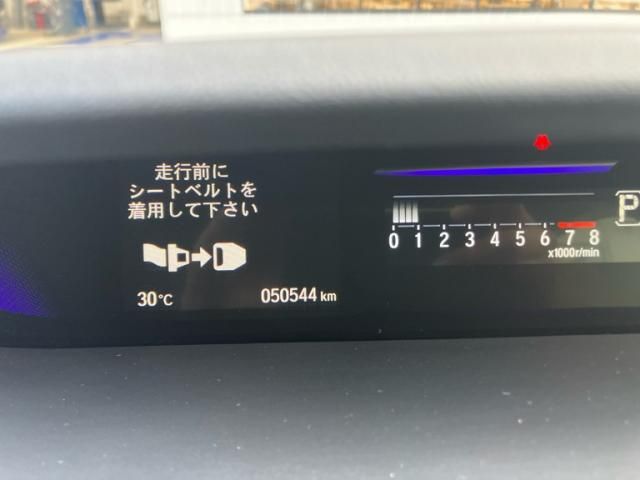 走行前に
シートベルトを
着用して下さい
30℃
050544 km
P
0 1 2 3 4 5 6 7 8
x1000r/min